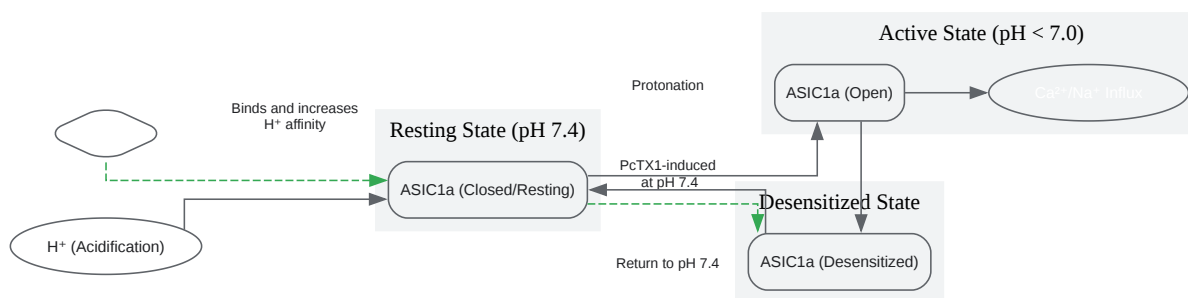 Active State (pH < 7.0)
Protonation
ASIC1a (Open)
Ca²⁺/Na⁺ Influx
Binds and increases
H⁺ affinity
Resting State (pH 7.4)
PcTX1-induced
at pH 7.4
ASIC1a (Closed/Resting)
Desensitized State
H⁺ (Acidification)
Return to pH 7.4
ASIC1a (Desensitized)